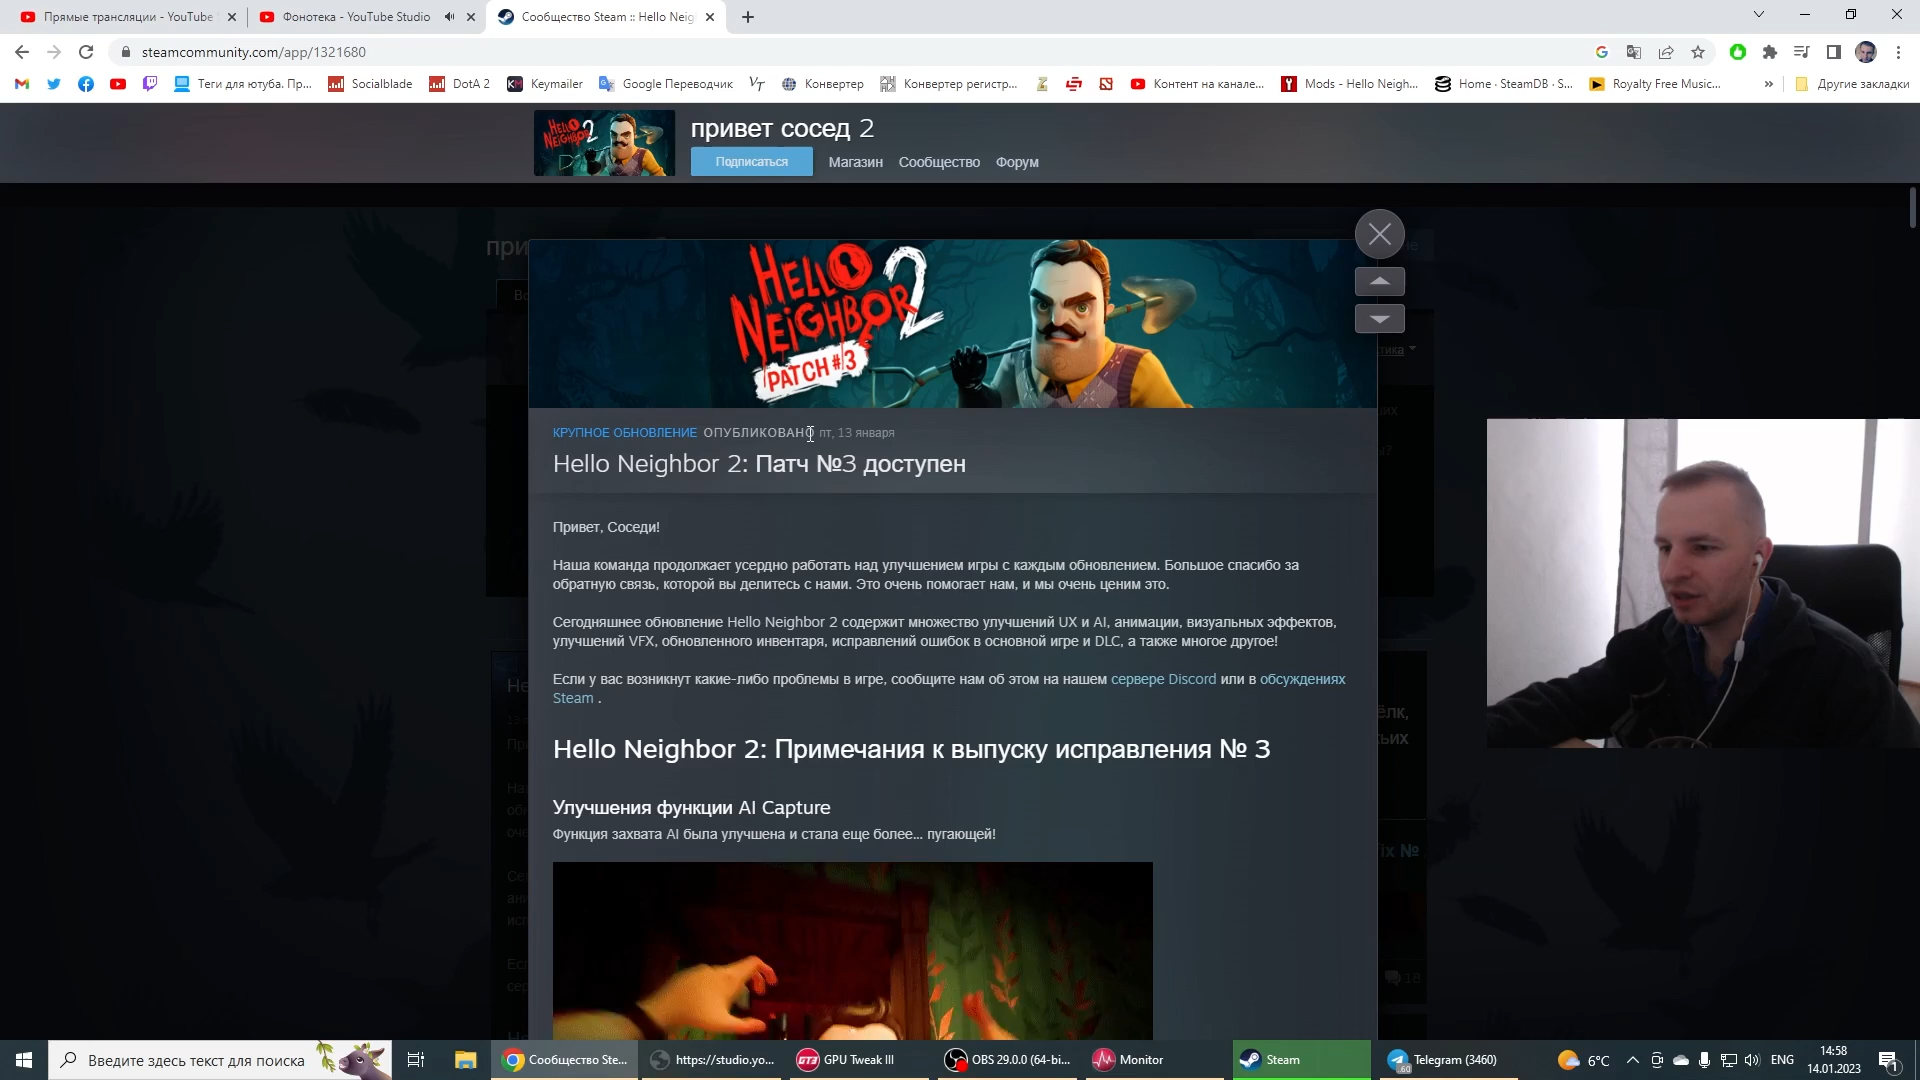 Прямые трансляции - YouTube
Фонотека - YouTube Studio
Сообщество Steam :: Hello Neig
steamcommunity.com/app/1321680
Теги для ютуба. Пр...
Socialblade
DotA 2
Keymailer
Google Переводчик
Конвертер
Конвертер регистр...
Контент на канале...
Mods - Hello Neigh...
Home · SteamDB · S...
Royalty Free Music...
»
Другие закладки
HELLO NEIGHBOR 2
привет сосед 2
Подписаться
Магазин
Сообщество
Форум
HELLO
NEIGHBOR 2
PATCH #3
КРУПНОЕ ОБНОВЛЕНИЕ ОПУБЛИКОВАНО пт, 13 января
Hello Neighbor 2: Патч №3 доступен
Привет, Соседи!
Наша команда продолжает усердно работать над улучшением игры с каждым обновлением. Большое спасибо за
обратную связь, которой вы делитесь с нами. Это очень помогает нам, и мы очень ценим это.
Сегодняшнее обновление Hello Neighbor 2 содержит множество улучшений UX и AI, анимации, визуальных эффектов,
улучшений VFX, обновленного инвентаря, исправлений ошибок в основной игре и DLC, а также многое другое!
Если у вас возникнут какие-либо проблемы в игре, сообщите нам об этом на нашем сервере Discord или в обсуждениях
Steam .
Hello Neighbor 2: Примечания к выпуску исправления № 3
Улучшения функции AI Capture
Функция захвата AI была улучшена и стала еще более... пугающей!
Введите здесь текст для поиска
Сообщество Ste...
https://studio.yo...
GPU Tweak III
OBS 29.0.0 (64-bi...
Monitor
Steam
Telegram (3460)
6°C
ENG
14:58
14.01.2023